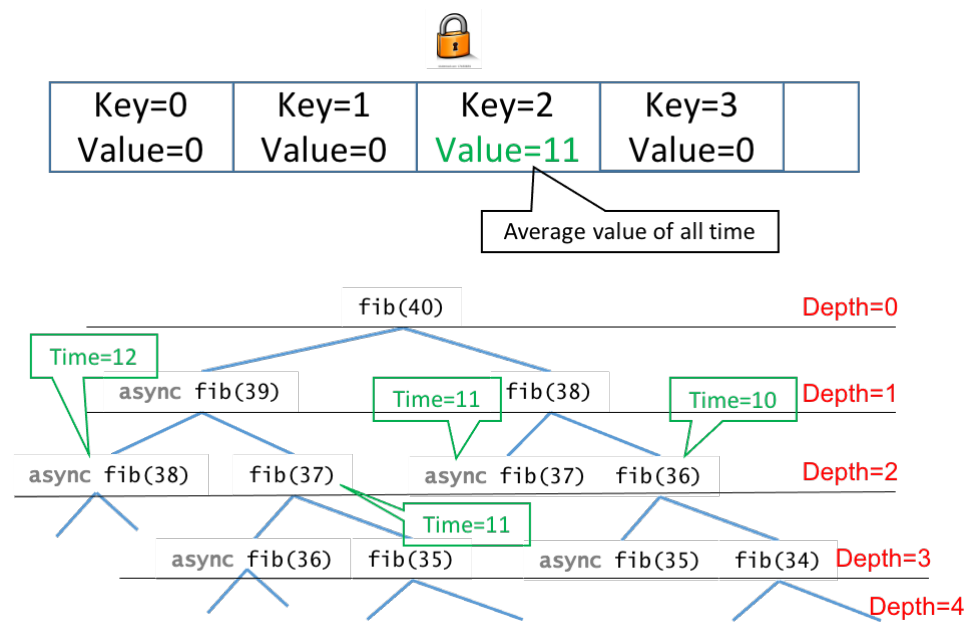 Key=0 Key=1 Key=2 Key=3
Value=0 Value=0 Value=11 Value=0
Average value of all time
fib(40) Depth=0
Time=12
async fib(39) fib(38) Depth=1
Time=11 Time=10
async fib(38) fib(37) async fib(37) fib(36) Depth=2
Time=11
async fib(36) fib(35) async fib(35) fib(34) Depth=3
Depth=4